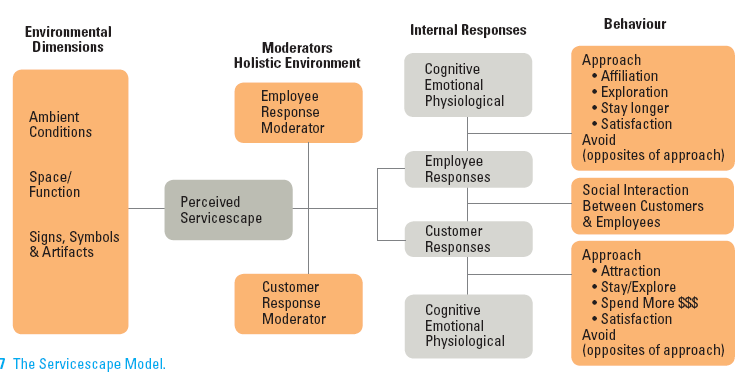 Environmental
Dimensions
Ambient
Conditions
Space/
Function
Signs, Symbols
& Artifacts
Perceived
Servicescape
Moderators
Holistic Environment
Employee
Response
Moderator
Customer
Response
Moderator
Internal Responses
Cognitive
Emotional
Physiological
Employee
Responses
Customer
Responses
Cognitive
Emotional
Physiological
Behaviour
Approach
• Affiliation
• Exploration
• Stay longer
• Satisfaction
Avoid
(opposites of approach)
Social Interaction
Between Customers
& Employees
Approach
• Attraction
• Stay/Explore
• Spend More $$$
• Satisfaction
Avoid
(opposites of approach)
7 The Servicescape Model.